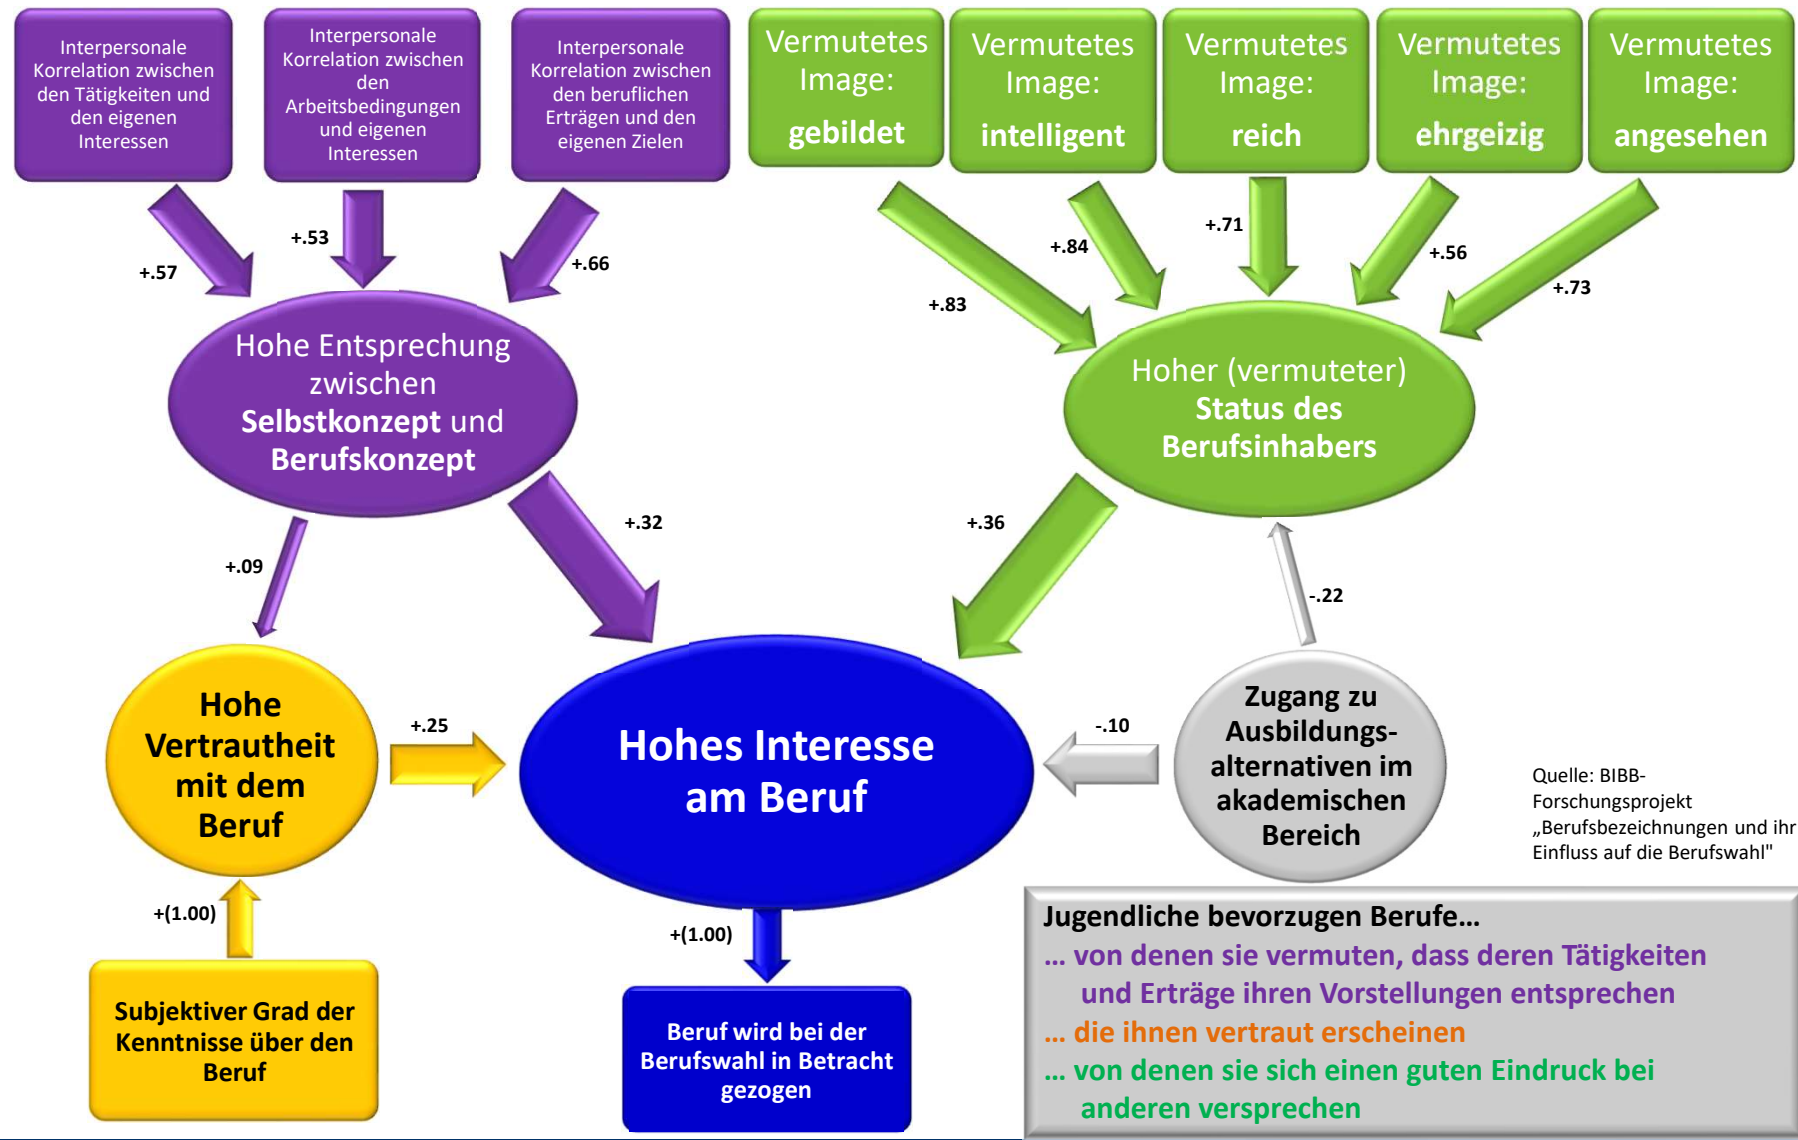 Interpersonale
Korrelation zwischen
den Tätigkeiten und
den eigenen
Interessen
Interpersonale
Korrelation zwischen
den
Arbeitsbedingungen
und eigenen
Interessen
Interpersonale
Korrelation zwischen
den beruflichen
Erträgen und den
eigenen Zielen
Vermutetes
Image:
gebildet
Vermutetes
Image:
intelligent
Vermutetes
Image:
reich
Vermutetes
Image:
ehrgeizig
Vermutetes
Image:
angesehen
+.57
+.53
+.66
+.83
+.84
+.71
+.56
+.73
Hohe Entsprechung
zwischen
Selbstkonzept und
Berufskonzept
Hoher (vermuteter)
Status des
Berufsinhabers
+.09
+.32
+.36
-.22
Hohe
Vertrautheit
mit dem
Beruf
+.25
Hohes Interesse
am Beruf
-.10
Zugang zu
Ausbildungs-
alternativen im
akademischen
Bereich
Quelle: BIBB-
Forschungsprojekt
„Berufsbezeichnungen und ihr
Einfluss auf die Berufswahl"
+(1.00)
+(1.00)
Subjektiver Grad der
Kenntnisse über den
Beruf
Beruf wird bei der
Berufswahl in Betracht
gezogen
Jugendliche bevorzugen Berufe…
… von denen sie vermuten, dass deren Tätigkeiten
und Erträge ihren Vorstellungen entsprechen
… die ihnen vertraut erscheinen
… von denen sie sich einen guten Eindruck bei
anderen versprechen